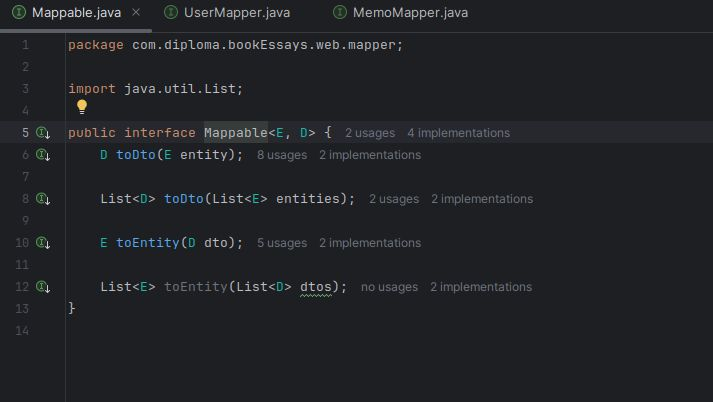 Mappable.java × UserMapper.java MemoMapper.java
1 package com.diploma.bookEssays.web.mapper;
2
3 import java.util.List;
4
5 public interface Mappable<E, D> { 2 usages 4 implementations
6 D toDto(E entity); 8 usages 2 implementations
7
8 List<D> toDto(List<E> entities); 2 usages 2 implementations
9
10 E toEntity(D dto); 5 usages 2 implementations
11
12 List<E> toEntity(List<D> dtos); no usages 2 implementations
13 }
14